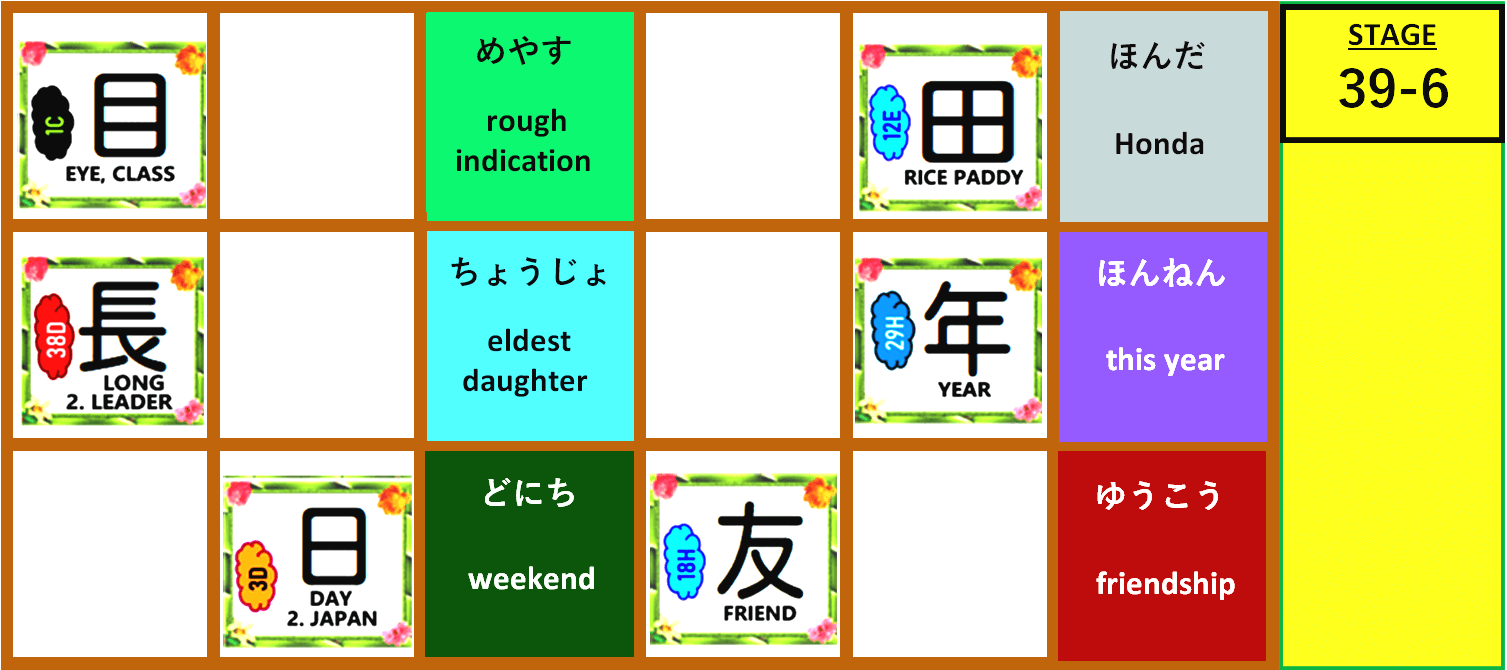 1C
目
EYE, CLASS
めやす
rough
indication
12E
田
RICE PADDY
ほんだ
Honda
STAGE
39-6
38D
長
LONG
2. LEADER
ちょうじょ
eldest
daughter
29H
年
YEAR
ほんねん
this year
3D
日
DAY
2. JAPAN
どにち
weekend
18H
友
FRIEND
ゆうこう
friendship